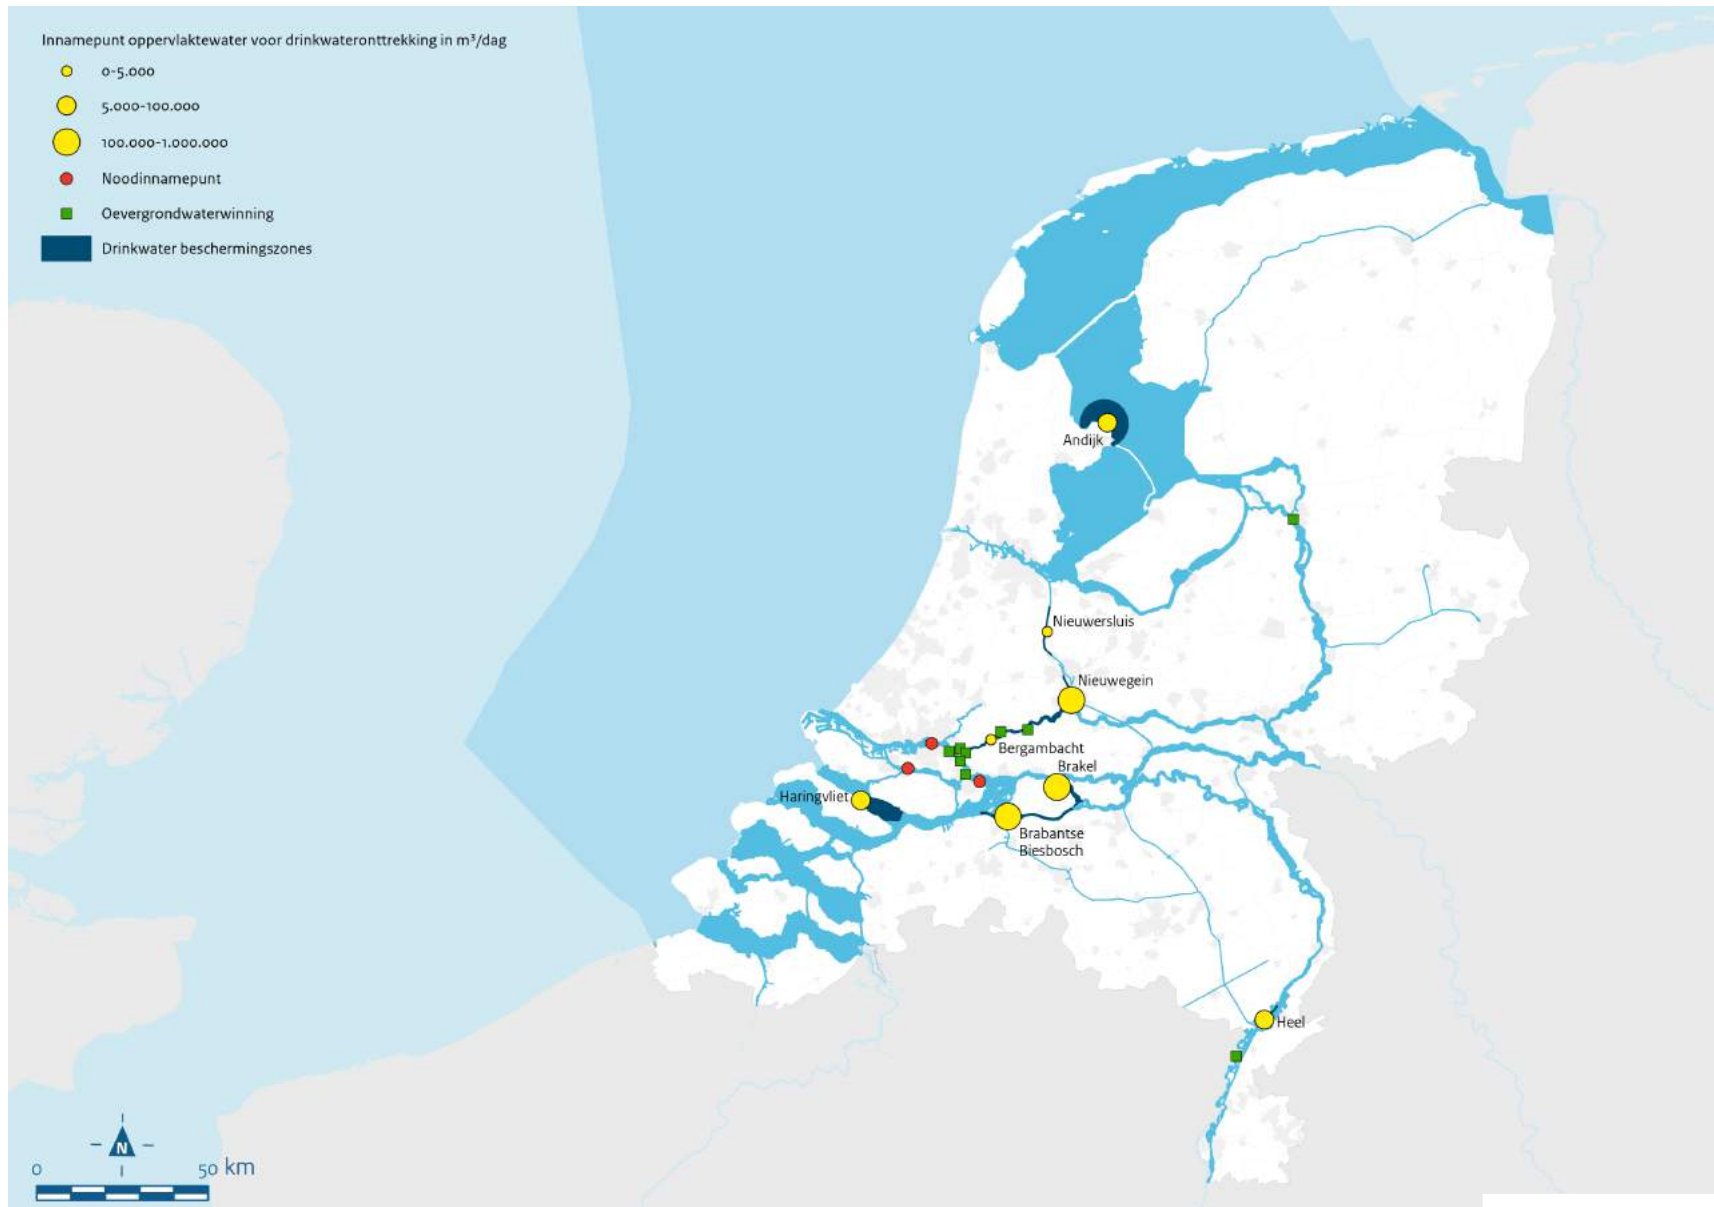 Innamepunt oppervlaktewater voor drinkwateronttrekking in m³/dag
0-5.000
5.000-100.000
100.000-1.000.000
Noodinnamepunt
Oevergrondwaterwinning
Drinkwater beschermingszones
Andijk
Nieuwersluis
Nieuwegein
Bergambacht
Brakel
Haringvliet
Brabantse
Biesbosch
Heel
N
0 50 km